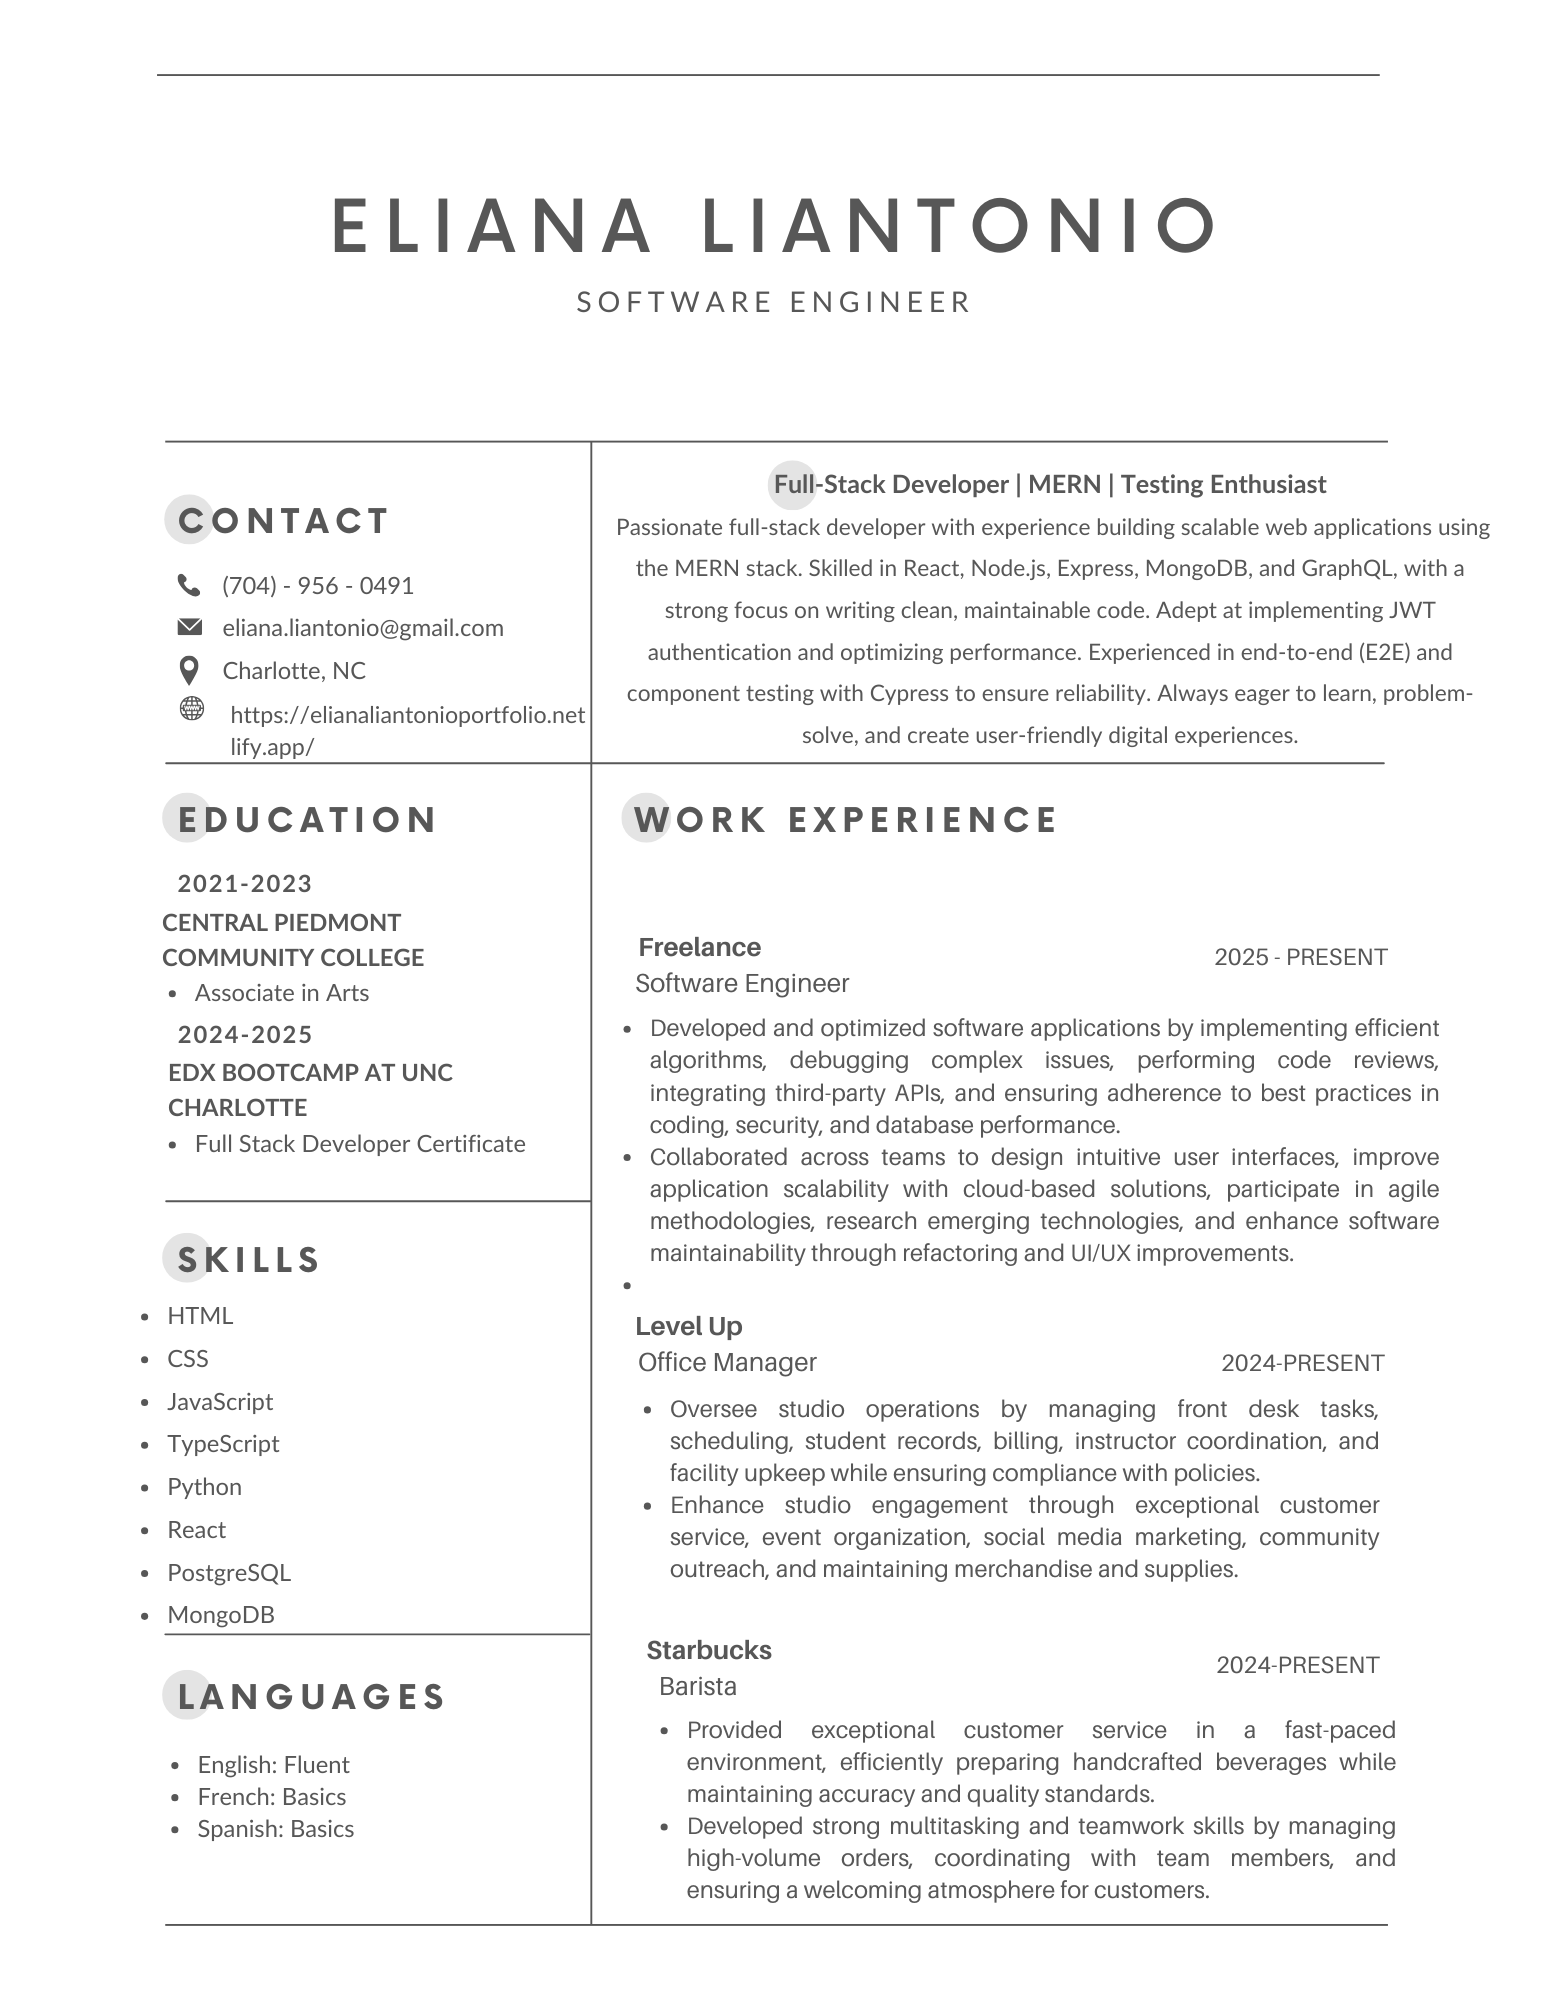 ELIANA LIANTONIO
SOFTWARE ENGINEER
CONTACT
(704) - 956 - 0491
eliana.liantonio@gmail.com
Charlotte, NC
https://elianaliantonioportfolio.net
lify.app/
Full-Stack Developer | MERN | Testing Enthusiast
Passionate full-stack developer with experience building scalable web applications using
the MERN stack. Skilled in React, Node.js, Express, MongoDB, and GraphQL, with a
strong focus on writing clean, maintainable code. Adept at implementing JWT
authentication and optimizing performance. Experienced in end-to-end (E2E) and
component testing with Cypress to ensure reliability. Always eager to learn, problem-
solve, and create user-friendly digital experiences.
EDUCATION
2021-2023
CENTRAL PIEDMONT
COMMUNITY COLLEGE
• Associate in Arts
2024-2025
EDX BOOTCAMP AT UNC
CHARLOTTE
• Full Stack Developer Certificate
SKILLS
• HTML
• CSS
• JavaScript
• TypeScript
• Python
• React
• PostgreSQL
• MongoDB
LANGUAGES
• English: Fluent
• French: Basics
• Spanish: Basics
WORK EXPERIENCE
Freelance
2025 - PRESENT
Software Engineer
• Developed and optimized software applications by implementing efficient
algorithms, debugging complex issues, performing code reviews,
integrating third-party APIs, and ensuring adherence to best practices in
coding, security, and database performance.
• Collaborated across teams to design intuitive user interfaces, improve
application scalability with cloud-based solutions, participate in agile
methodologies, research emerging technologies, and enhance software
maintainability through refactoring and UI/UX improvements.
•
Level Up
Office Manager
2024-PRESENT
• Oversee studio operations by managing front desk tasks,
scheduling, student records, billing, instructor coordination, and
facility upkeep while ensuring compliance with policies.
• Enhance studio engagement through exceptional customer
service, event organization, social media marketing, community
outreach, and maintaining merchandise and supplies.
Starbucks
2024-PRESENT
Barista
• Provided exceptional customer service in a fast-paced
environment, efficiently preparing handcrafted beverages while
maintaining accuracy and quality standards.
• Developed strong multitasking and teamwork skills by managing
high-volume orders, coordinating with team members, and
ensuring a welcoming atmosphere for customers.